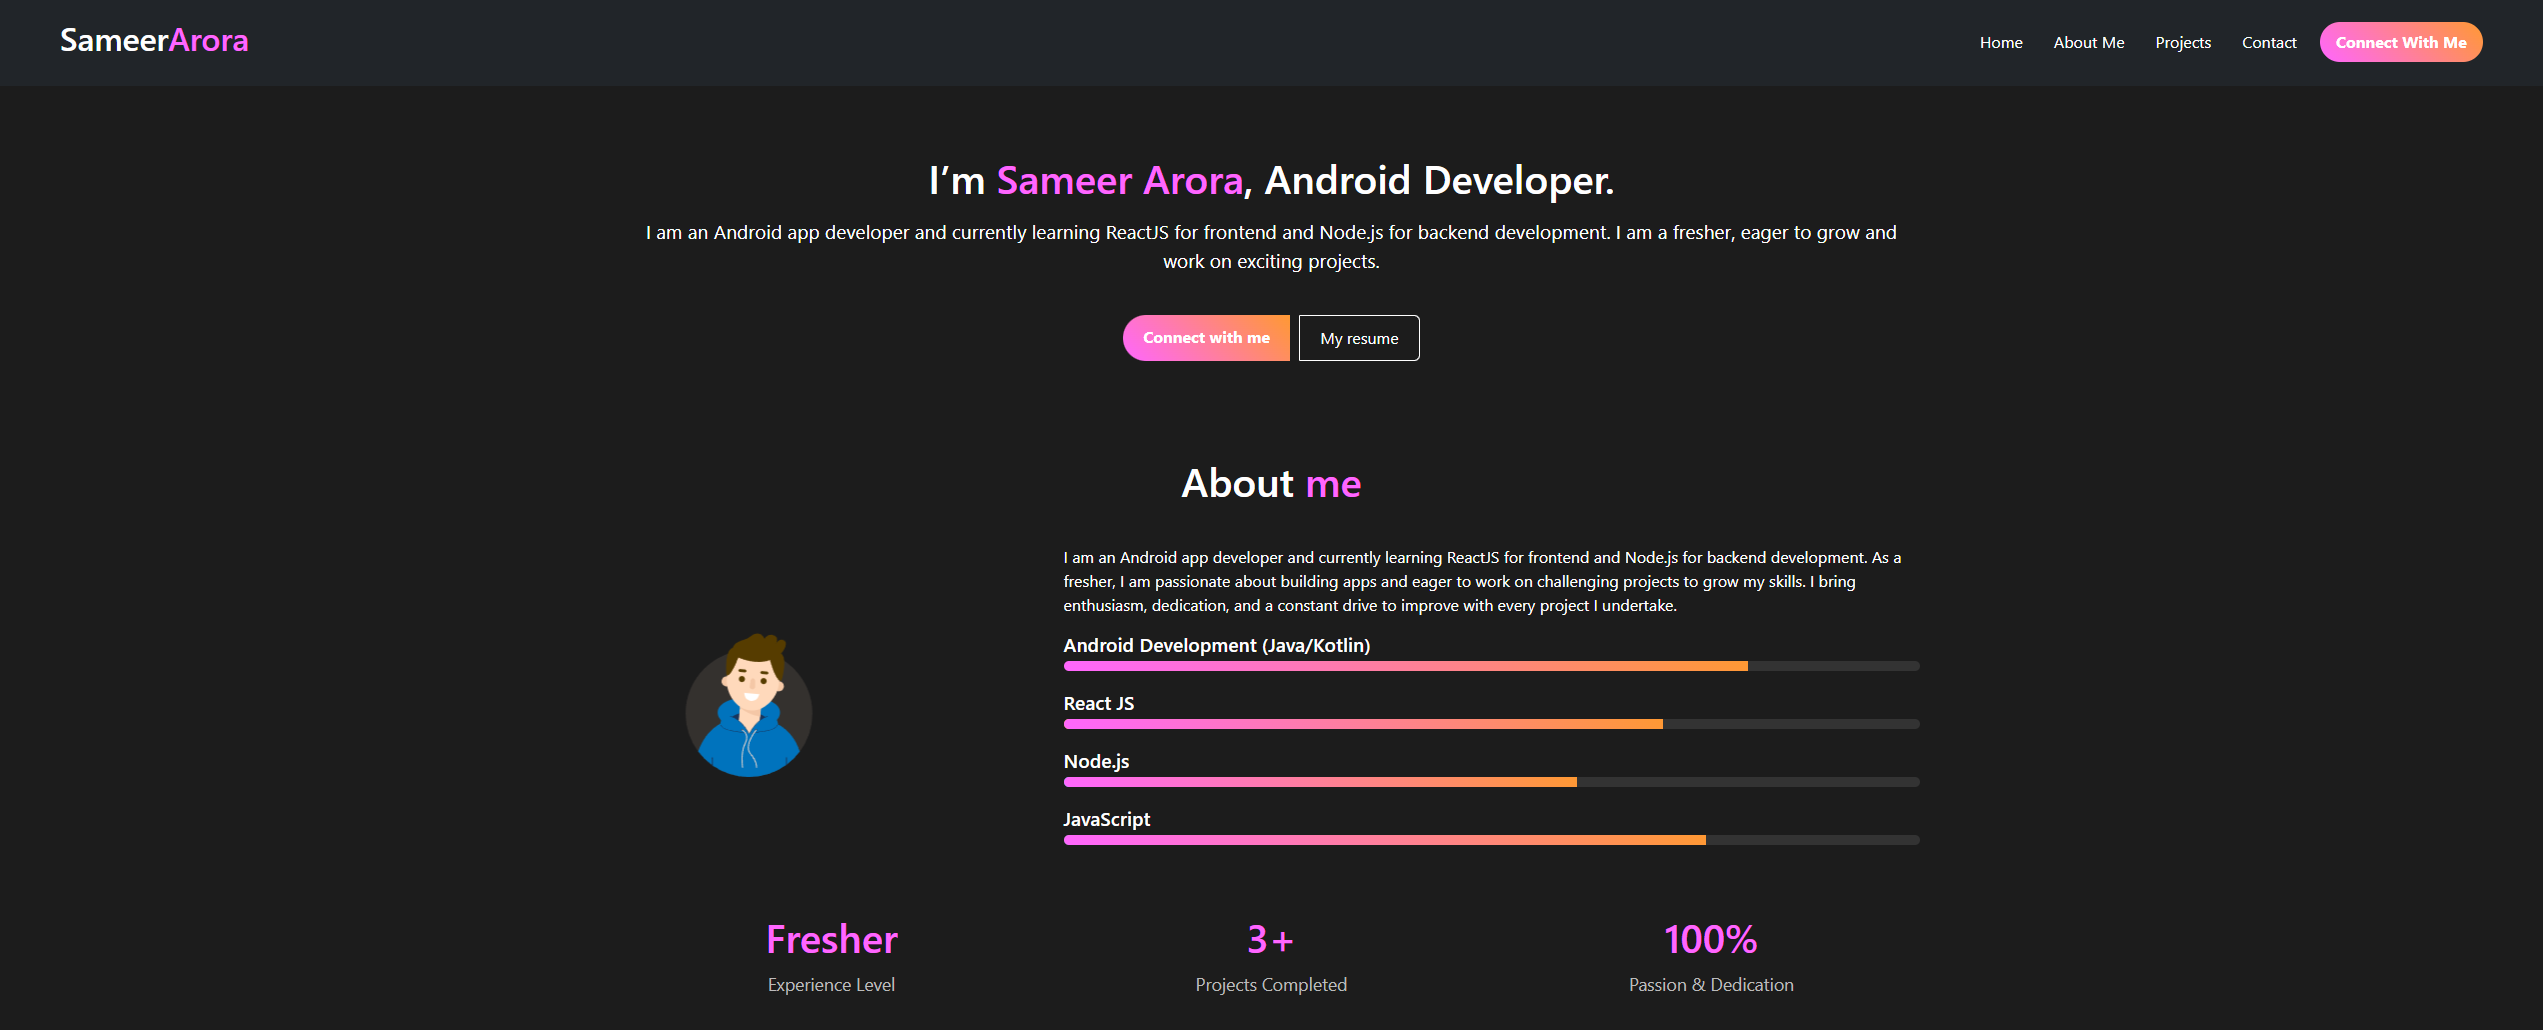 SameerArora
Home About Me Projects Contact Connect With Me
I’m Sameer Arora, Android Developer.
I am an Android app developer and currently learning ReactJS for frontend and Node.js for backend development. I am a fresher, eager to grow and
work on exciting projects.
Connect with me My resume
About me
I am an Android app developer and currently learning ReactJS for frontend and Node.js for backend development. As a
fresher, I am passionate about building apps and eager to work on challenging projects to grow my skills. I bring
enthusiasm, dedication, and a constant drive to improve with every project I undertake.
Android Development (Java/Kotlin)
React JS
Node.js
JavaScript
Fresher
Experience Level
3+
Projects Completed
100%
Passion & Dedication